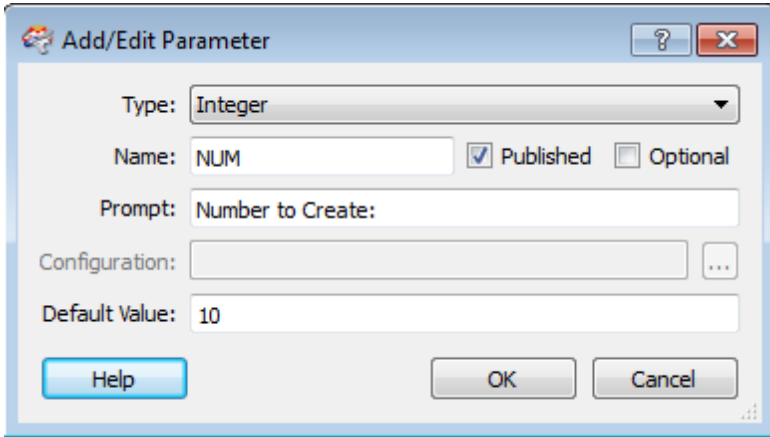 Add/Edit Parameter ?
Type: Integer
Name: NUM Published Optional
Prompt: Number to Create:
Configuration: ...
Default Value: 10
Help OK Cancel